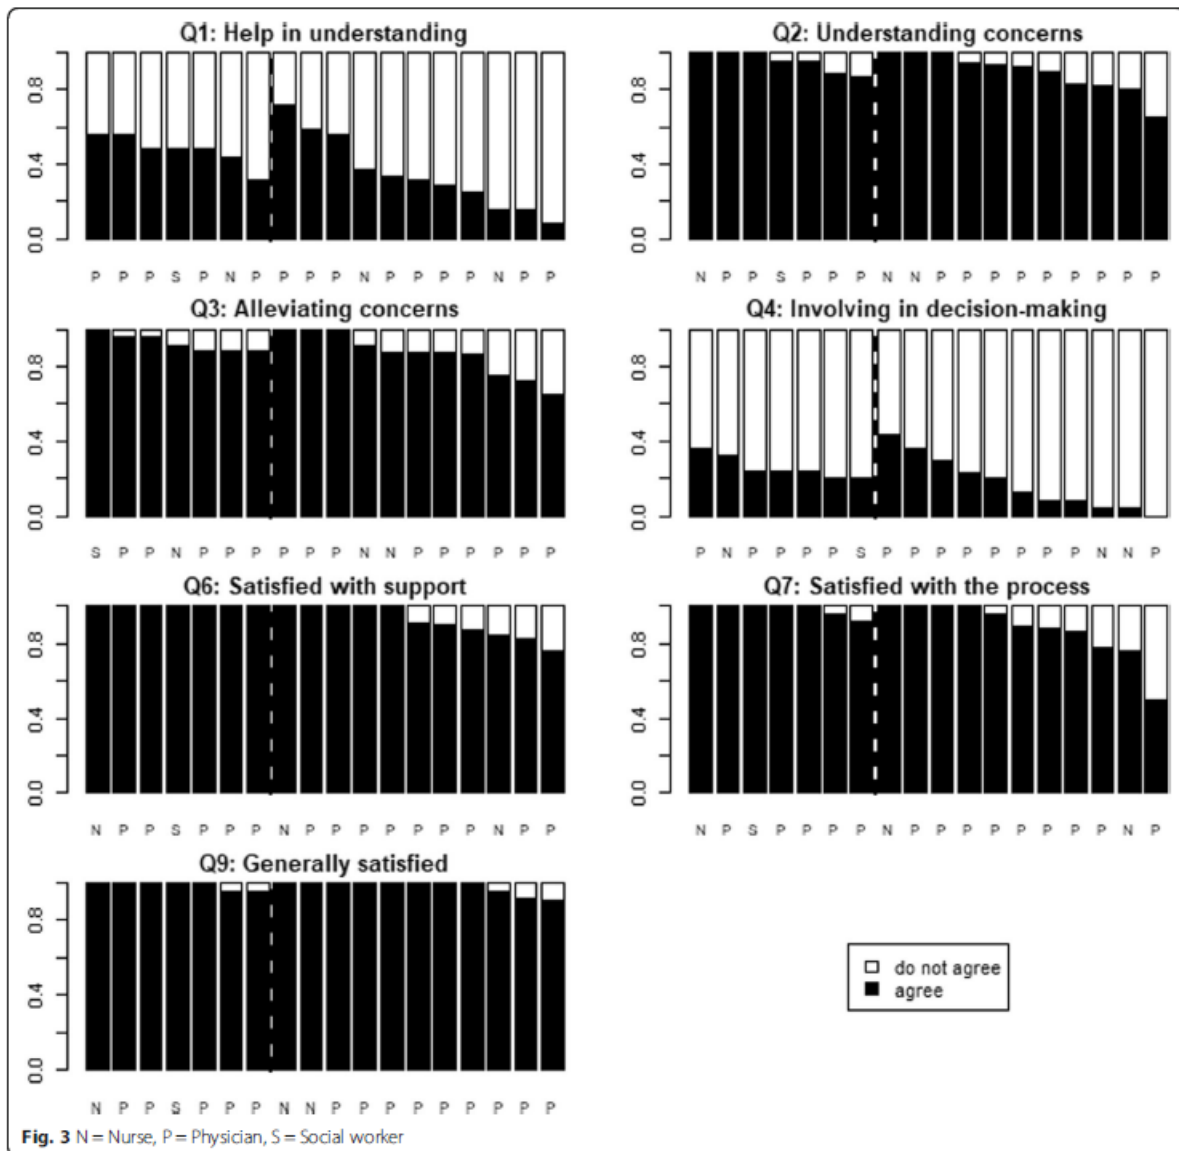 Q1: Help in understanding
0.8
0.4
0.0
P P P S P N P P P P N P P P P N P P
Q2: Understanding concerns
0.8
0.4
0.0
N P P S P P P N N P P P P P P P P P
Q3: Alleviating concerns
0.8
0.4
0.0
S P P N P P P P P P N N P P P P P P
Q4: Involving in decision-making
0.8
0.4
0.0
P N P P P P S P P P P P P P P N N P
Q6: Satisfied with support
0.8
0.4
0.0
N P P S P P P N P P P P P P P N P P
Q7: Satisfied with the process
0.8
0.4
0.0
N P S P P P P N P P P P P P P P N P
Q9: Generally satisfied
0.8
0.4
0.0
N P P S P P P N N P P P P P P P P P
do not agree
agree
Fig. 3 N = Nurse, P = Physician, S = Social worker